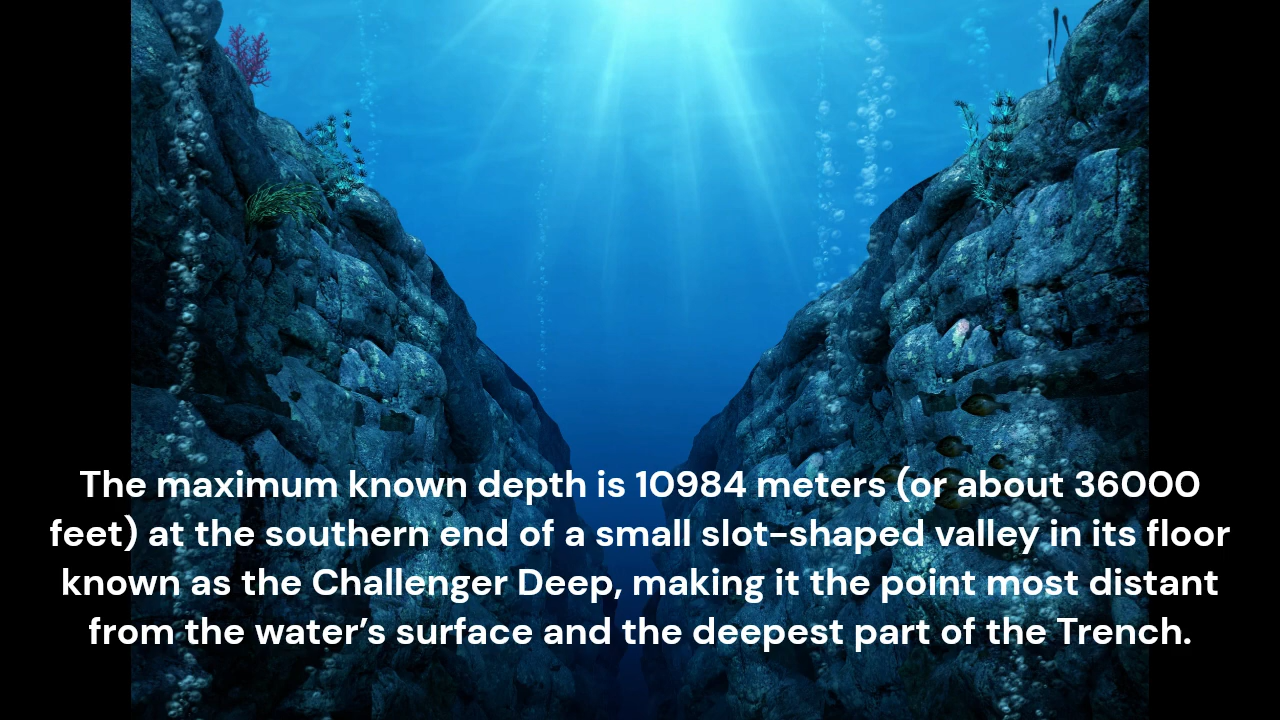 The maximum known depth is 10984 meters (or about 36000
feet) at the southern end of a small slot-shaped valley in its floor
known as the Challenger Deep, making it the point most distant
from the water’s surface and the deepest part of the Trench.